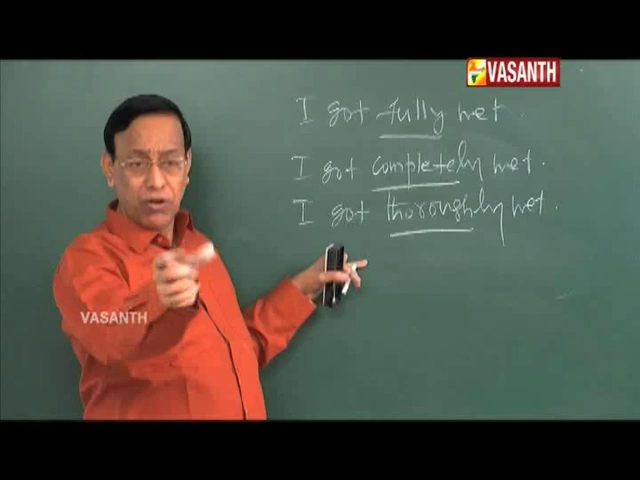 VASANTH
I got fully wet.
I got completely wet.
I got thoroughly wet.
VASANTH